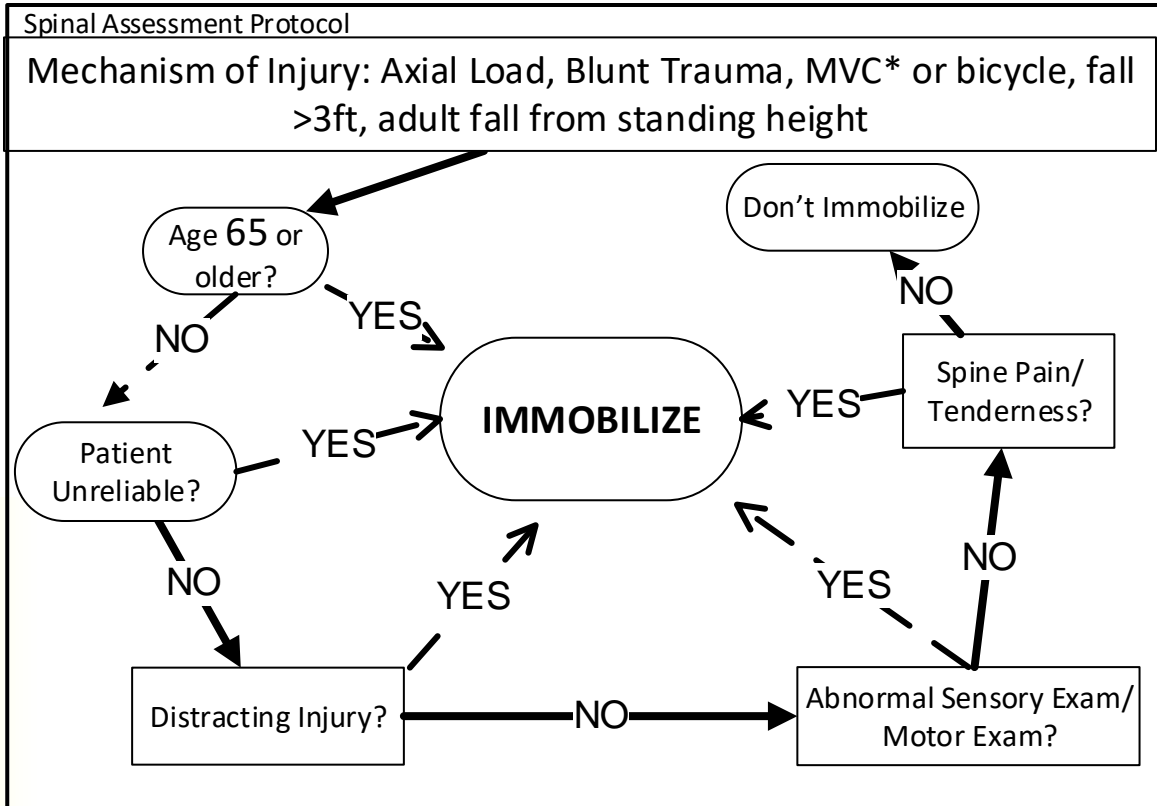 Spinal Assessment Protocol
Mechanism of Injury: Axial Load, Blunt Trauma, MVC* or bicycle, fall
>3ft, adult fall from standing height
Don’t Immobilize
Age 65 or
older?
NO
YES
NO
Spine Pain/
Tenderness?
YES
IMMOBILIZE
YES
Patient
Unreliable?
NO
YES
YES
NO
Distracting Injury?
NO
Abnormal Sensory Exam/
Motor Exam?